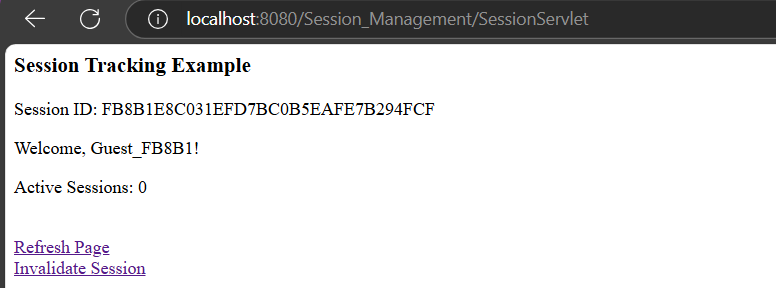 localhost:8080/Session_Management/SessionServlet
Session Tracking Example
Session ID: FB8B1E8C031EFD7BC0B5EAFE7B294FCF
Welcome, Guest_FB8B1!
Active Sessions: 0
Refresh Page
Invalidate Session